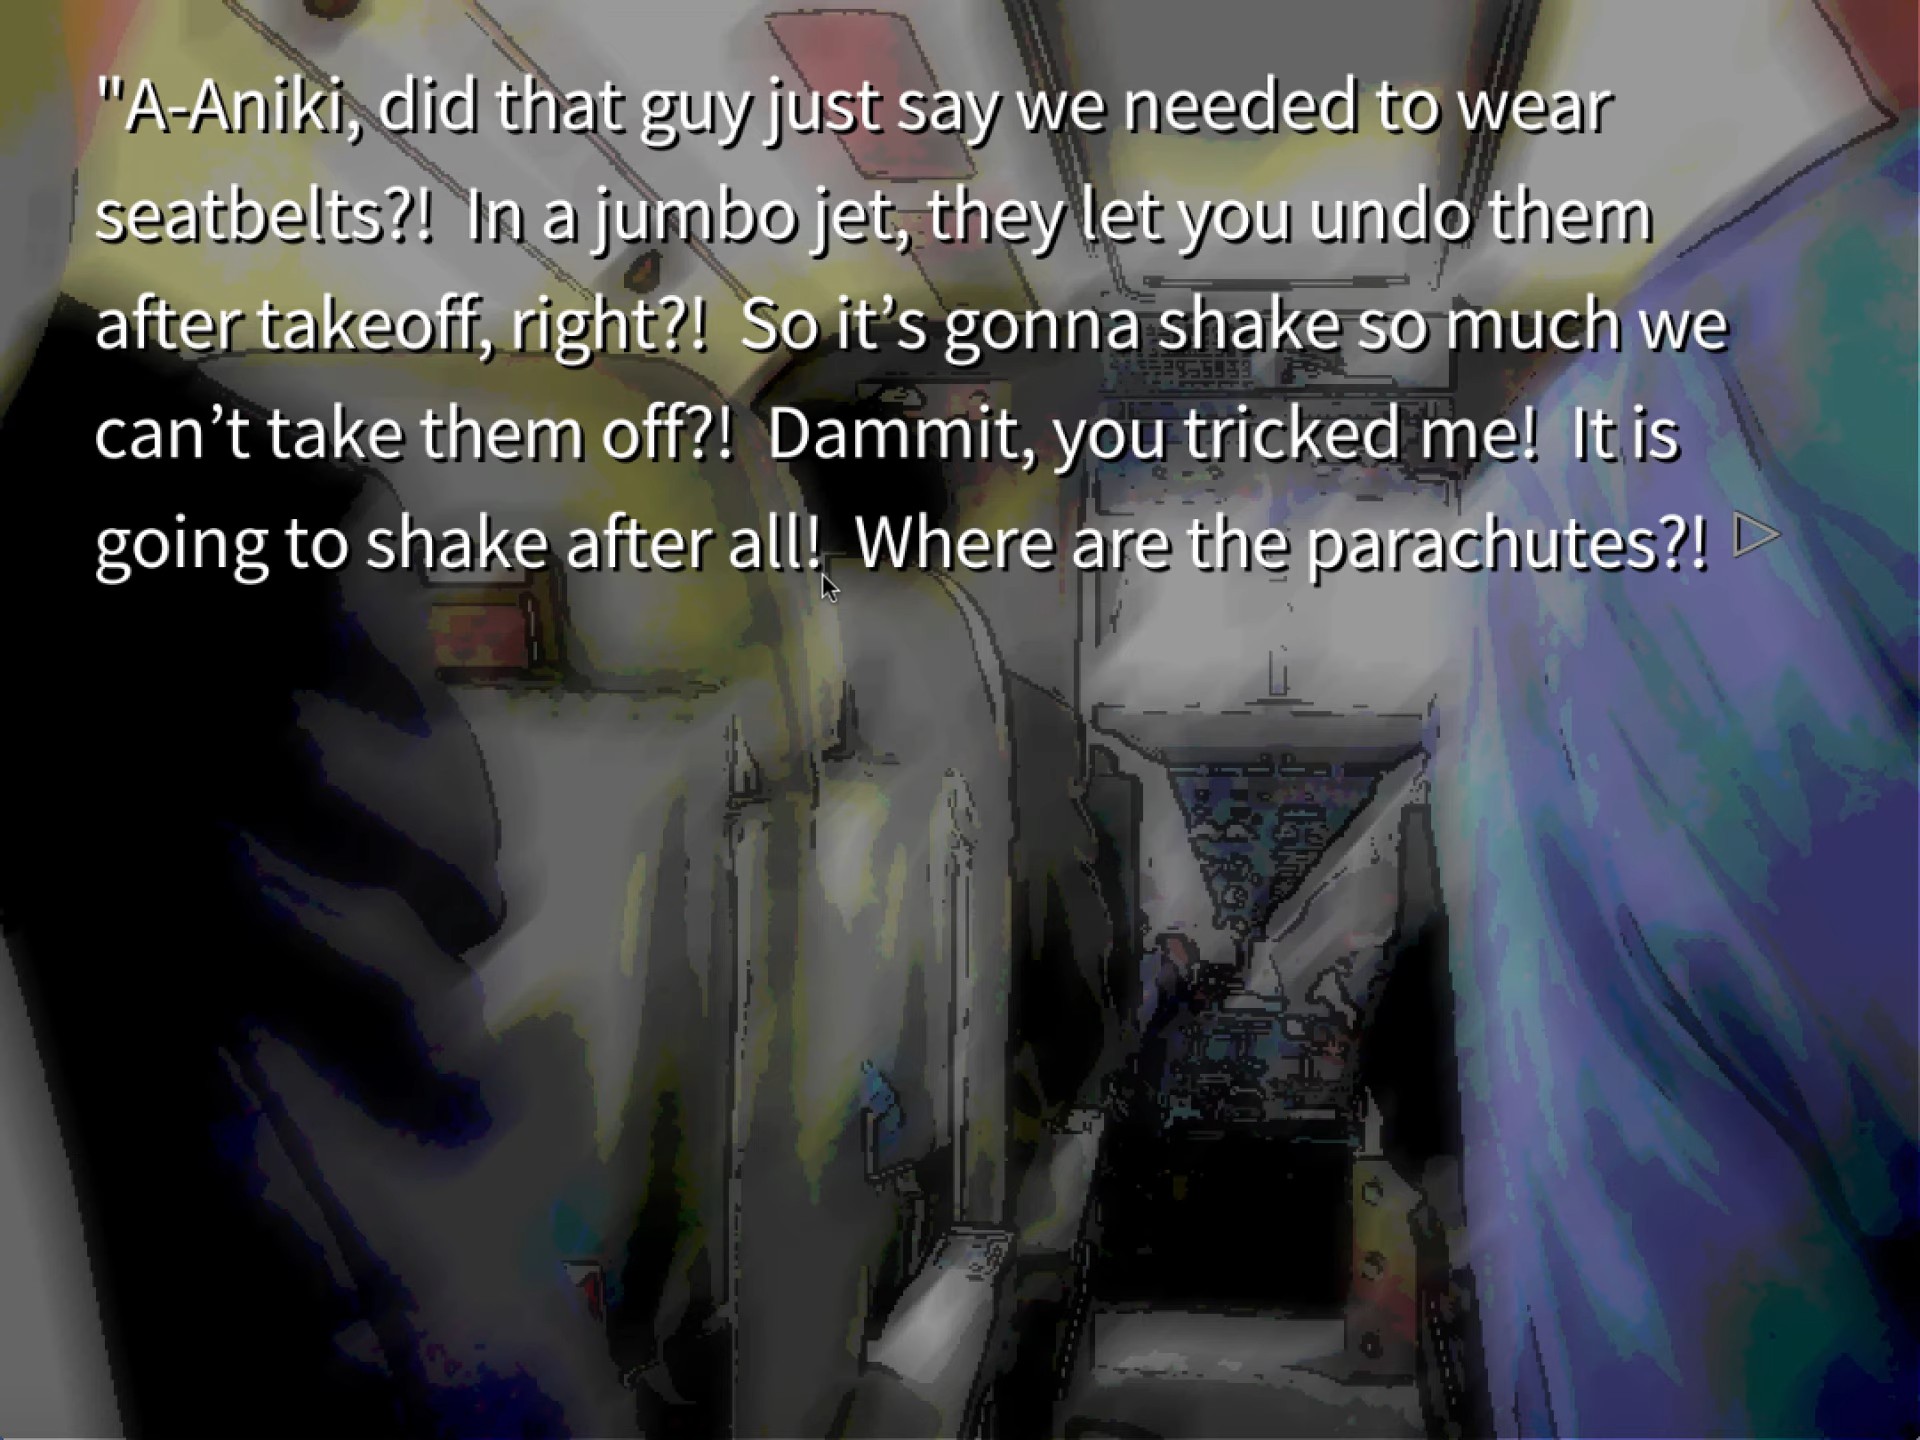 "A-Aniki, did that guy just say we needed to wear
seatbelts?!  In a jumbo jet, they let you undo them
after takeoff, right?!  So it’s gonna shake so much we
can’t take them off?!  Dammit, you tricked me!  It is
going to shake after all!  Where are the parachutes?!